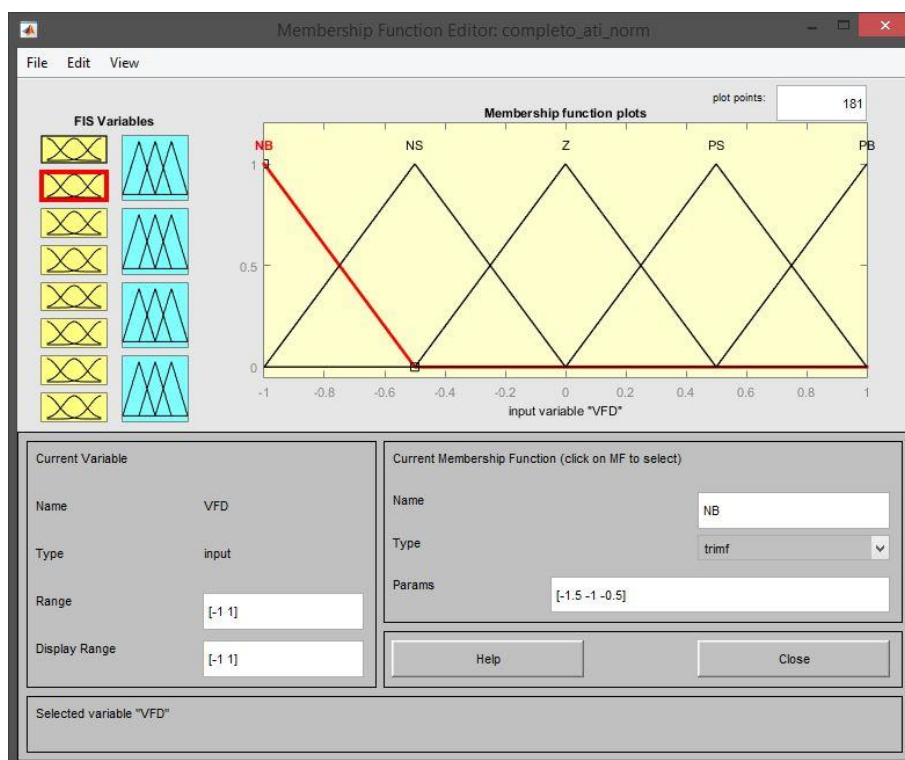 Membership Function Editor: completo_ati_norm
File Edit View
plot points: 181
FIS Variables
Membership function plots
NB NS Z PS PB
1
0.5
0
-1 -0.8 -0.6 -0.4 -0.2 0 0.2 0.4 0.6 0.8 1
input variable "VFD"
Current Variable
Name VFD
Type input
Range [-1 1]
Display Range [-1 1]
Current Membership Function (click on MF to select)
Name NB
Type trimf
Params [-1.5 -1 -0.5]
Help Close
Selected variable "VFD"